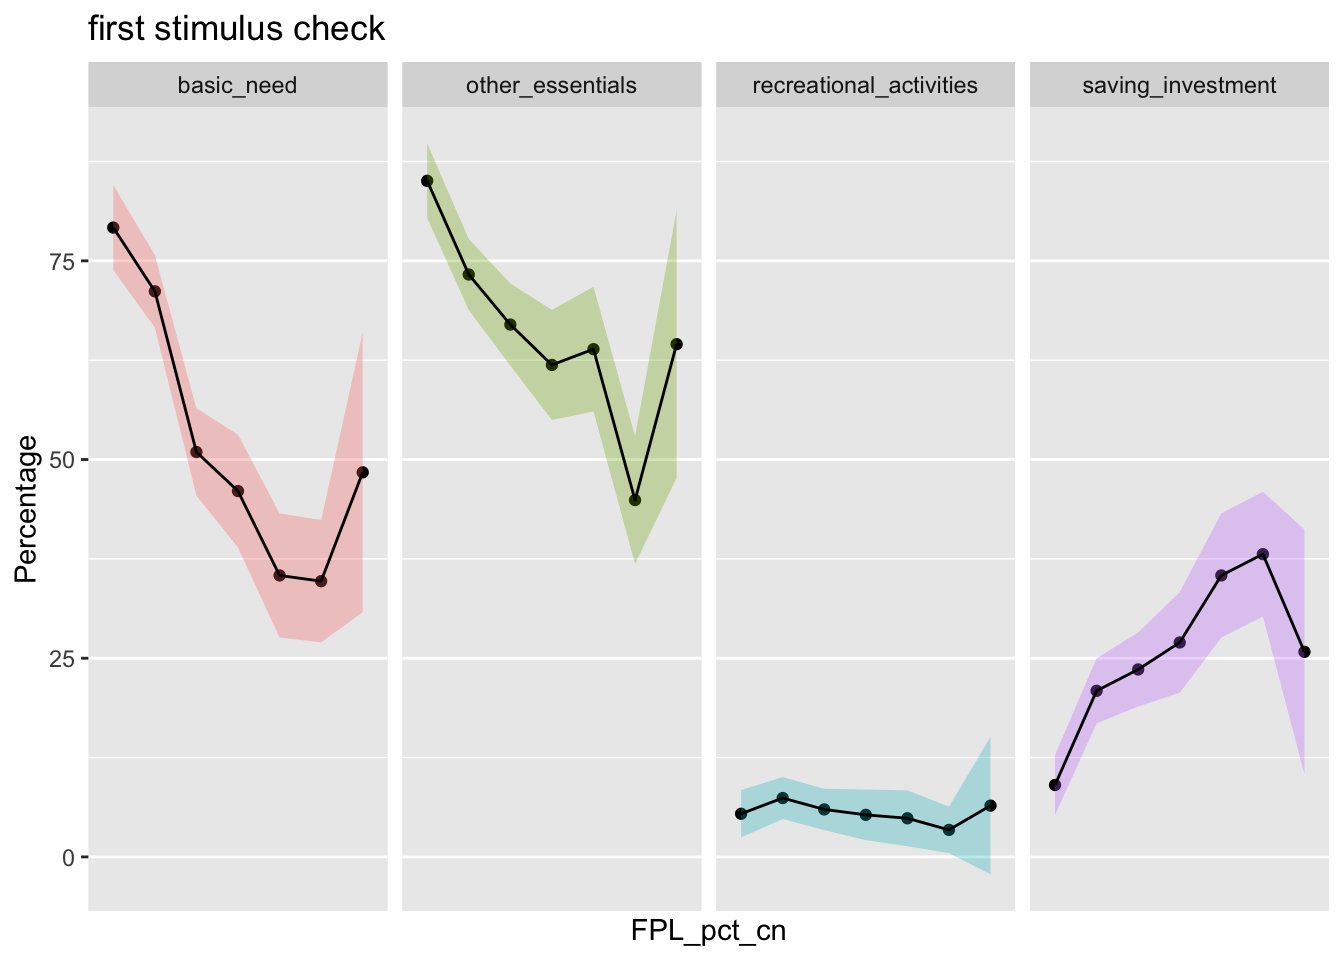 first stimulus check
basic_need
other_essentials
recreational_activities
saving_investment
75
50
25
0
Percentage
FPL_pct_cn